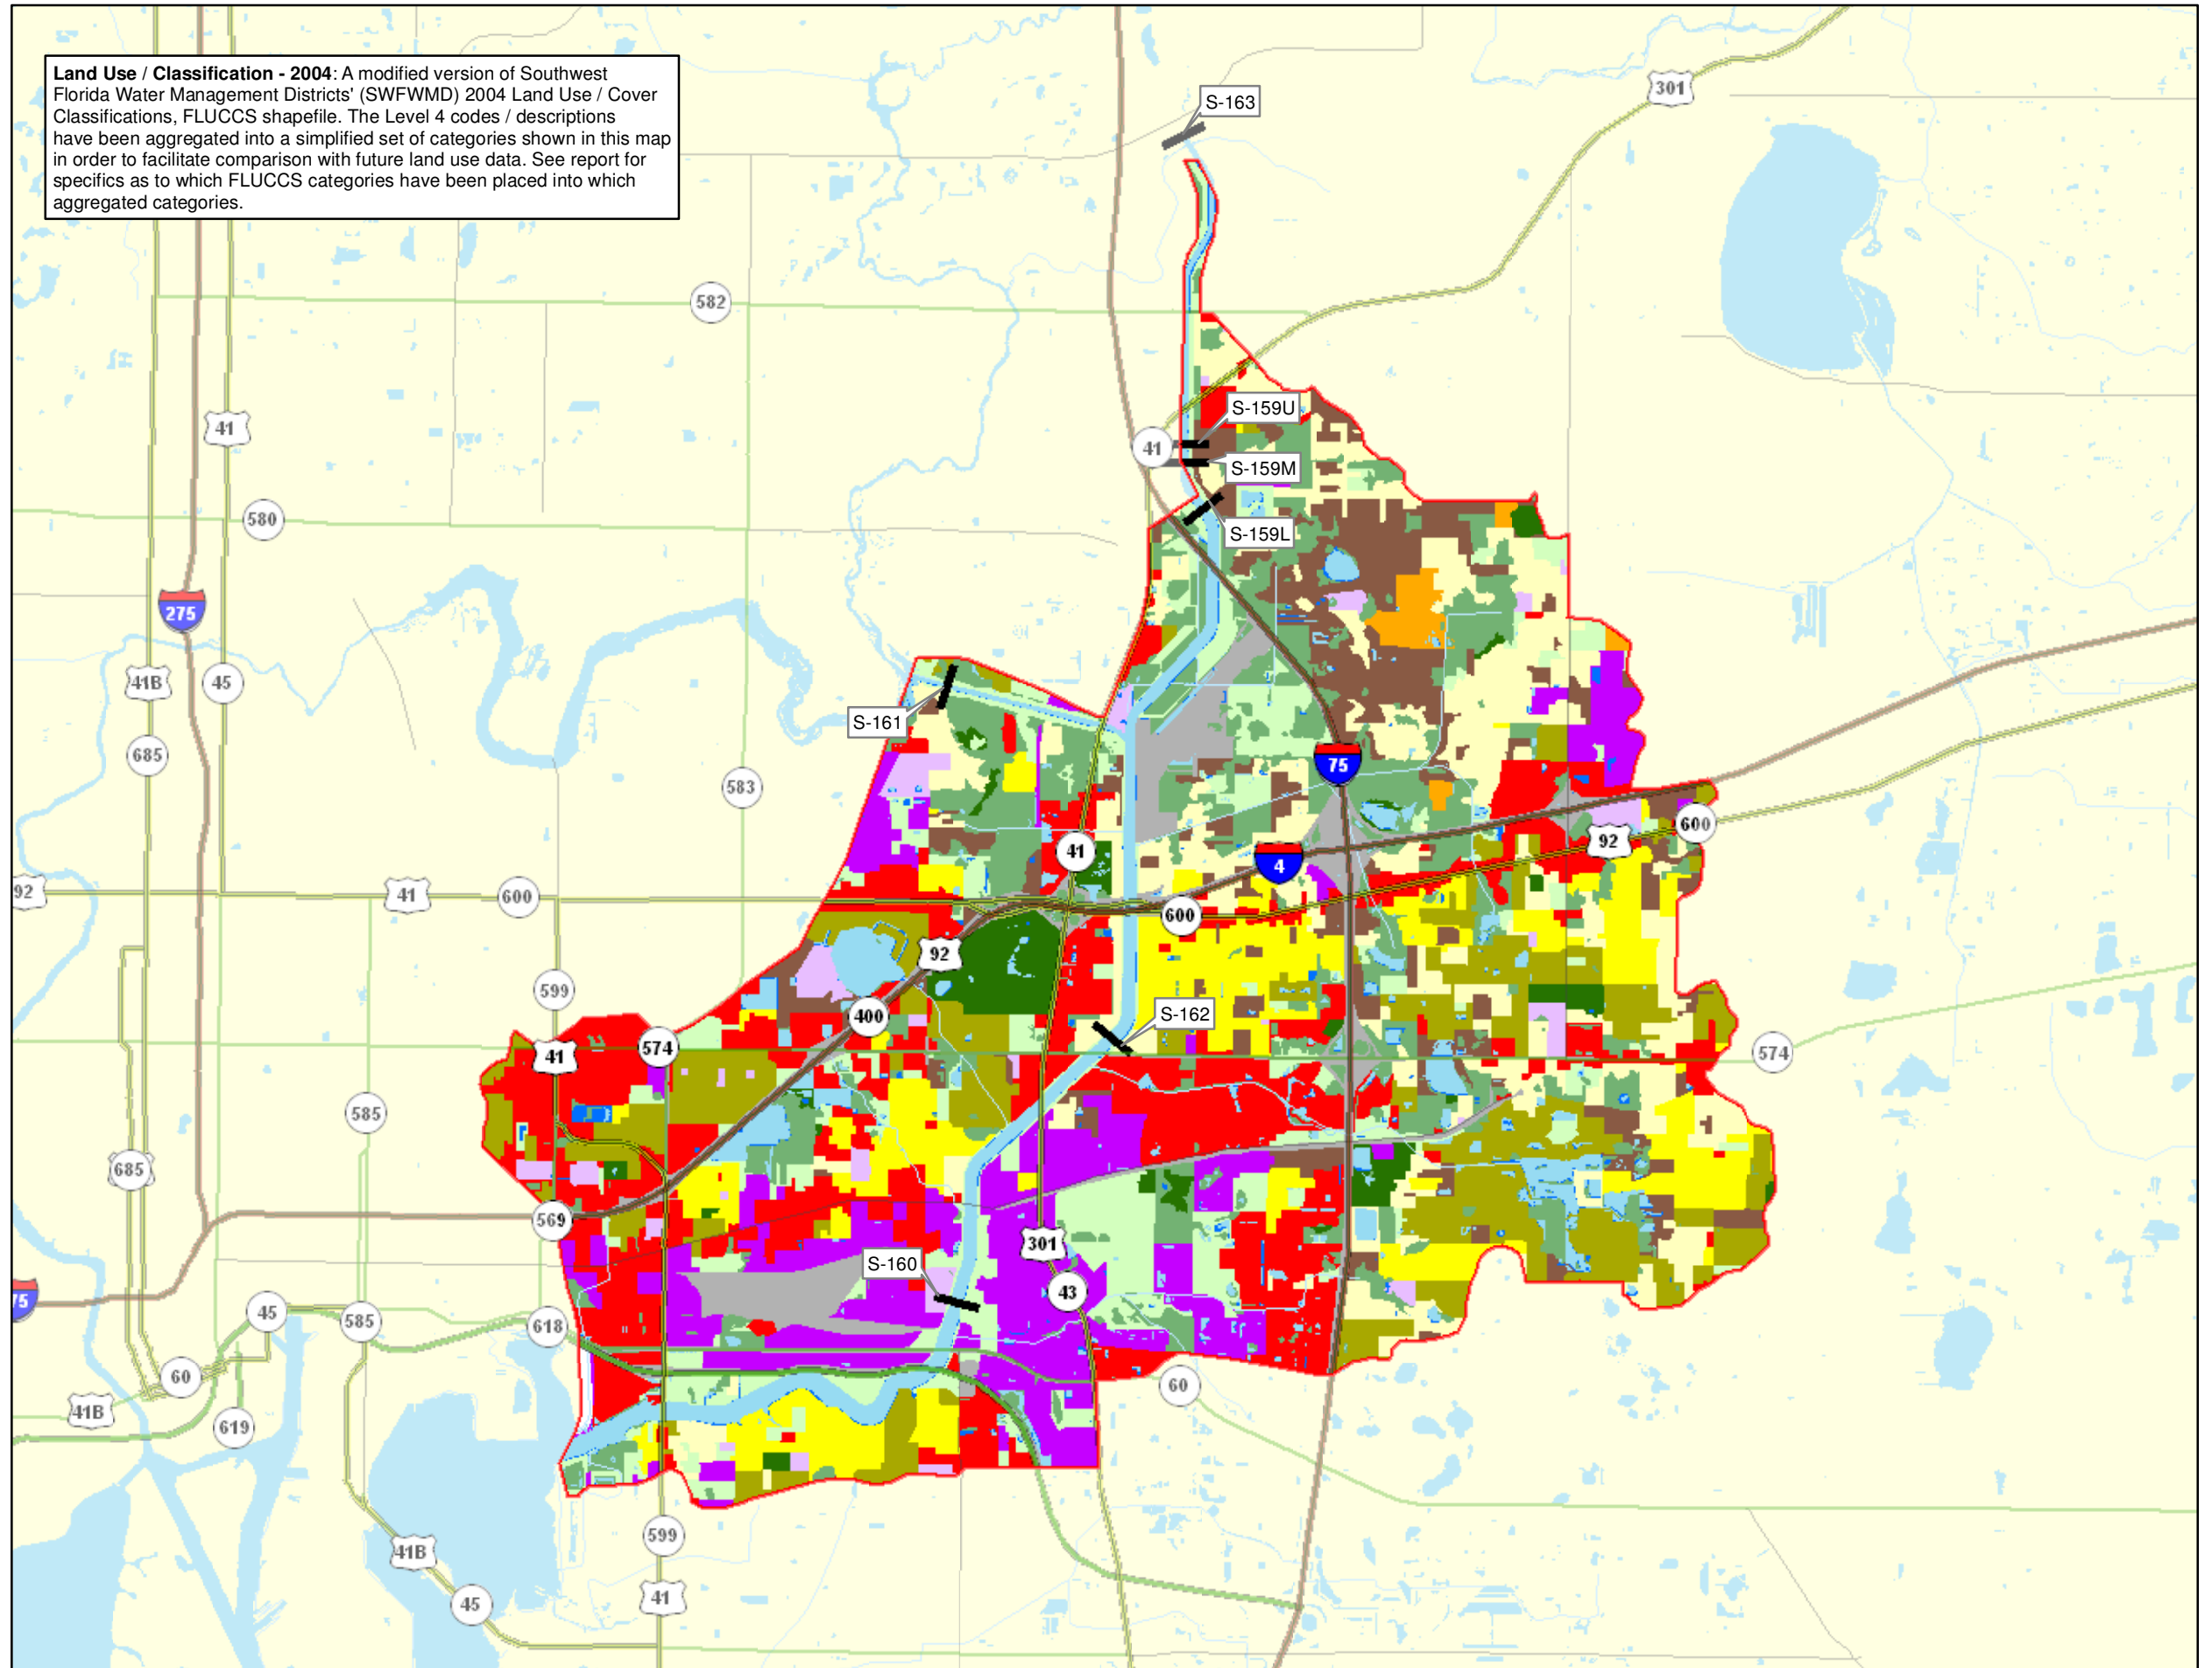 Land Use / Classification - 2004: A modified version of Southwest
Florida Water Management Districts' (SWFWMD) 2004 Land Use / Cover
Classifications, FLUCCS shapefile. The Level 4 codes / descriptions
have been aggregated into a simplified set of categories shown in this map
in order to facilitate comparison with future land use data. See report for
specifics as to which FLUCCS categories have been placed into which
aggregated categories.
301
S-163
582
S-159U
41
41
S-159M
580
S-159L
275
41B
45
S-161
685
75
583
600
92
41
4
92
41
600
600
92
599
400
S-162
41
574
574
585
685
569
301
S-160
43
75
45
585
618
60
60
41B
619
599
41B
41
45